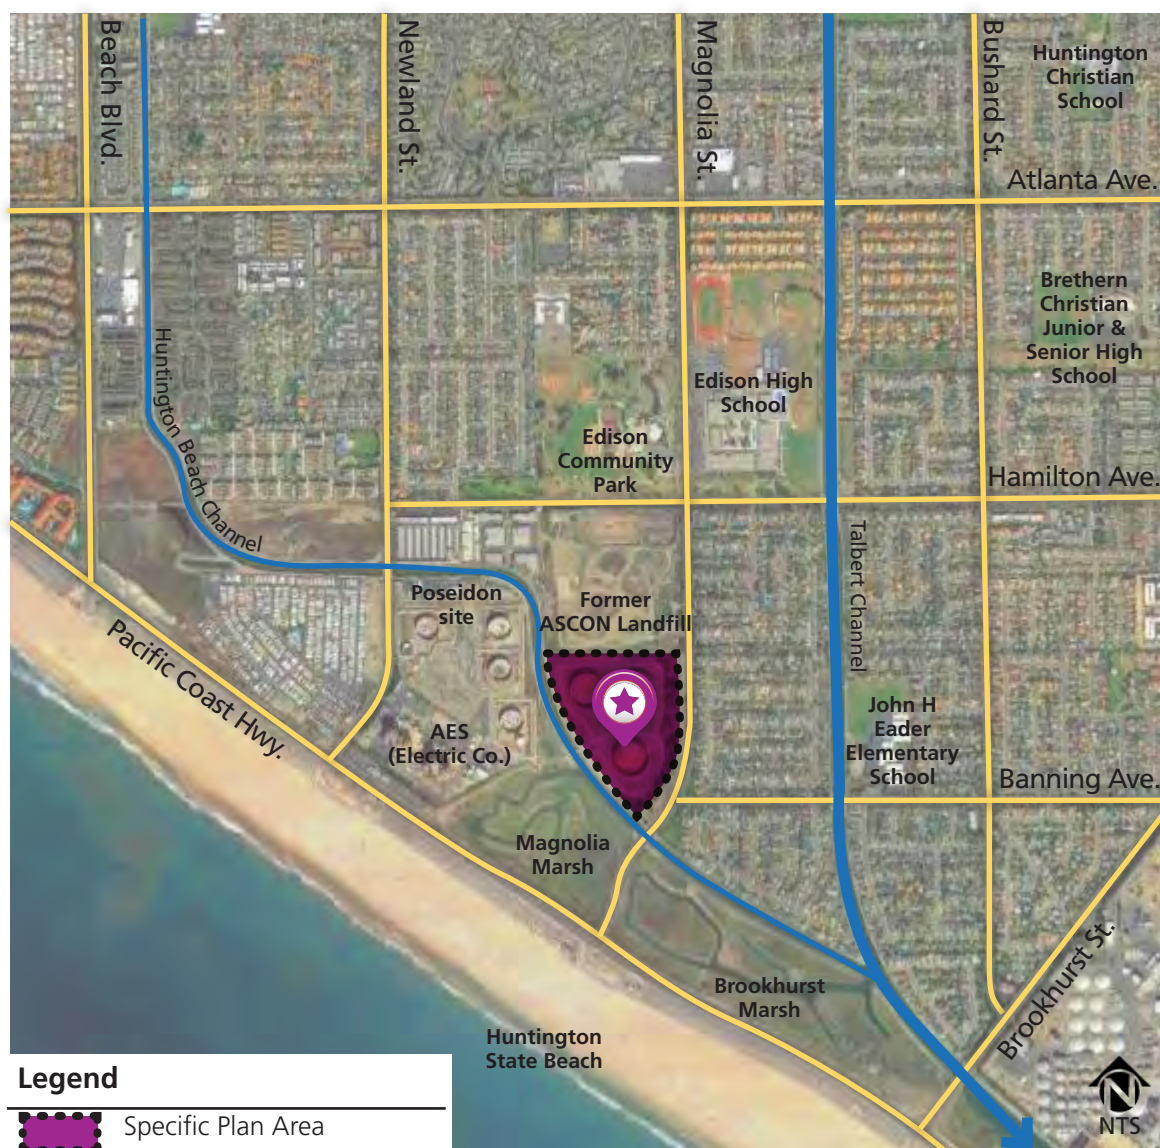 Beach Blvd.
Newland St.
Magnolia St.
Bushard St.
Huntington
Christian
School
Atlanta Ave.
Brethern
Christian
Junior &
Senior High
School
Huntington Beach Channel
Edison High
School
Edison
Community
Park
Hamilton Ave.
Talbert Channel
Poseidon
site
Former
ASCON Landfill
Pacific Coast Hwy.
AES
(Electric Co.)
John H
Eader
Elementary
School
Banning Ave.
Magnolia
Marsh
Brookhurst St.
Brookhurst
Marsh
Huntington
State Beach
Legend
Specific Plan Area
N
NTS